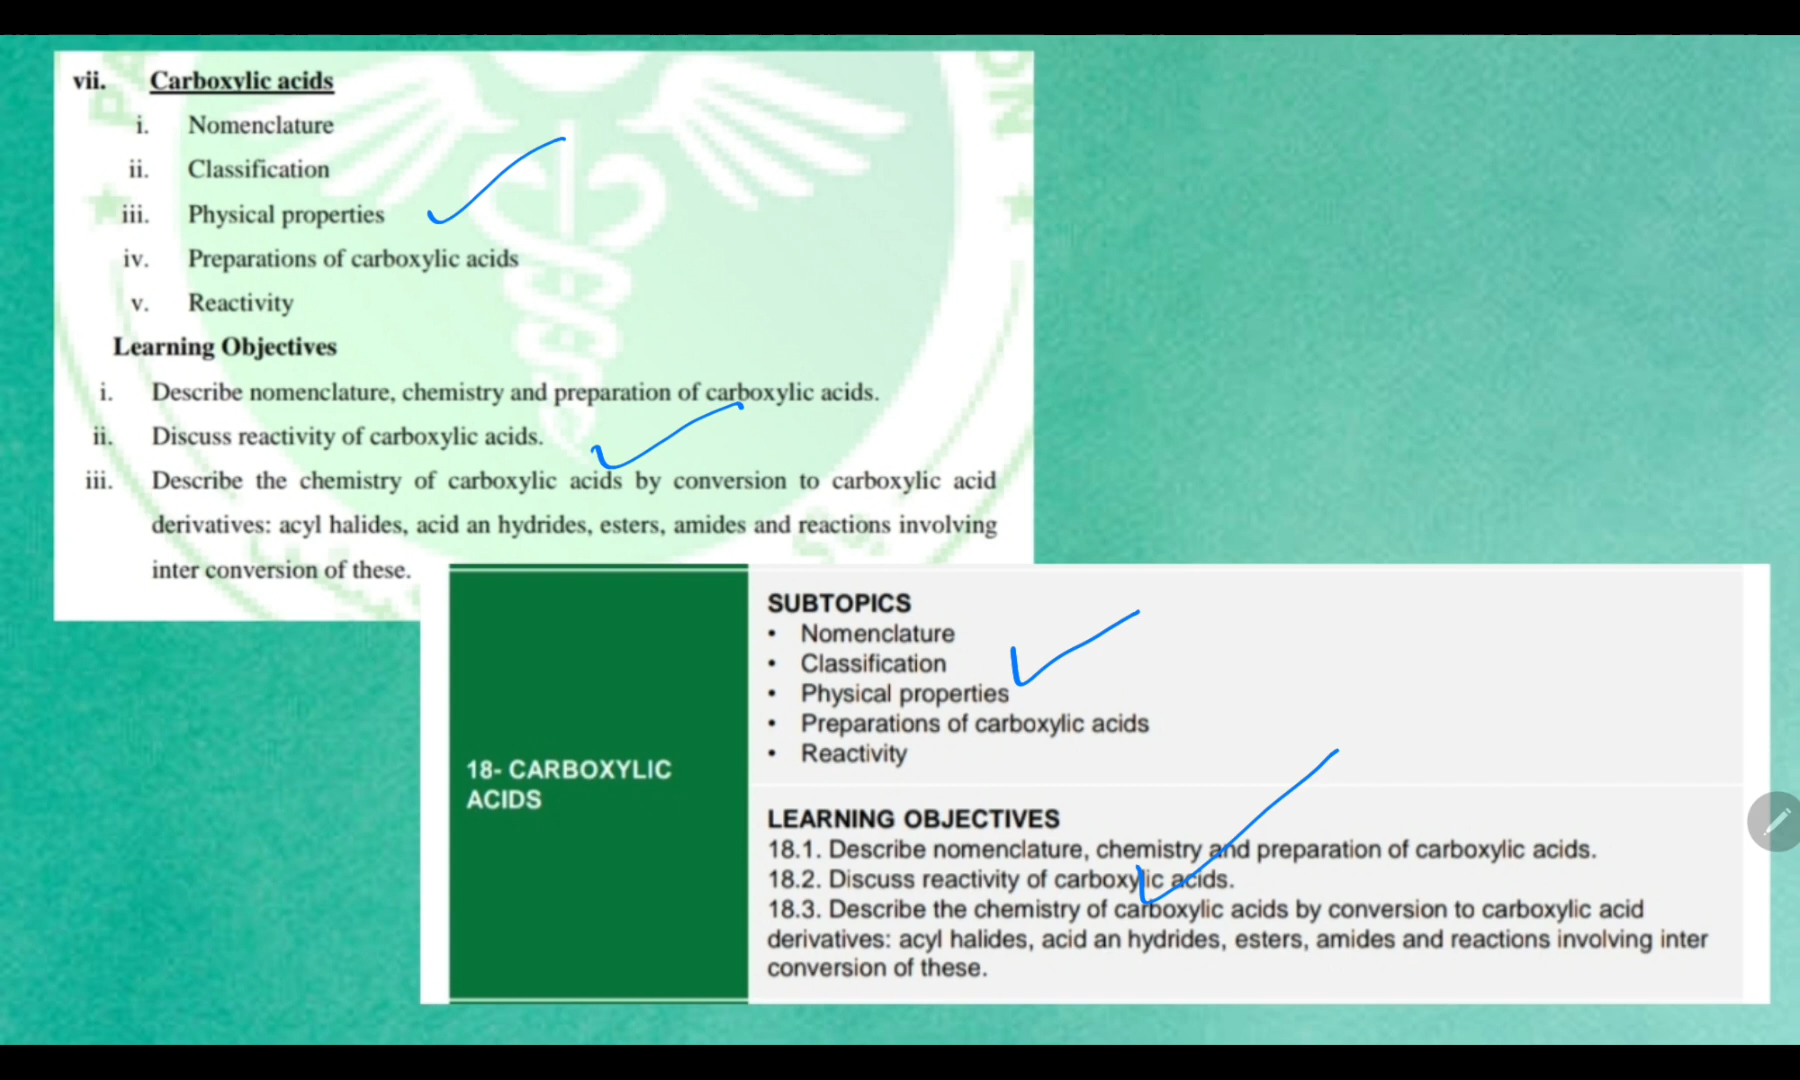 vii. Carboxylic acids
i. Nomenclature
ii. Classification
iii. Physical properties
iv. Preparations of carboxylic acids
v. Reactivity
Learning Objectives
i. Describe nomenclature, chemistry and preparation of carboxylic acids.
ii. Discuss reactivity of carboxylic acids.
iii. Describe the chemistry of carboxylic acids by conversion to carboxylic acid
derivatives: acyl halides, acid an hydrides, esters, amides and reactions involving
inter conversion of these.
18- CARBOXYLIC
ACIDS
SUBTOPICS
• Nomenclature
• Classification
• Physical properties
• Preparations of carboxylic acids
• Reactivity
LEARNING OBJECTIVES
18.1. Describe nomenclature, chemistry and preparation of carboxylic acids.
18.2. Discuss reactivity of carboxylic acids.
18.3. Describe the chemistry of carboxylic acids by conversion to carboxylic acid
derivatives: acyl halides, acid an hydrides, esters, amides and reactions involving inter
conversion of these.